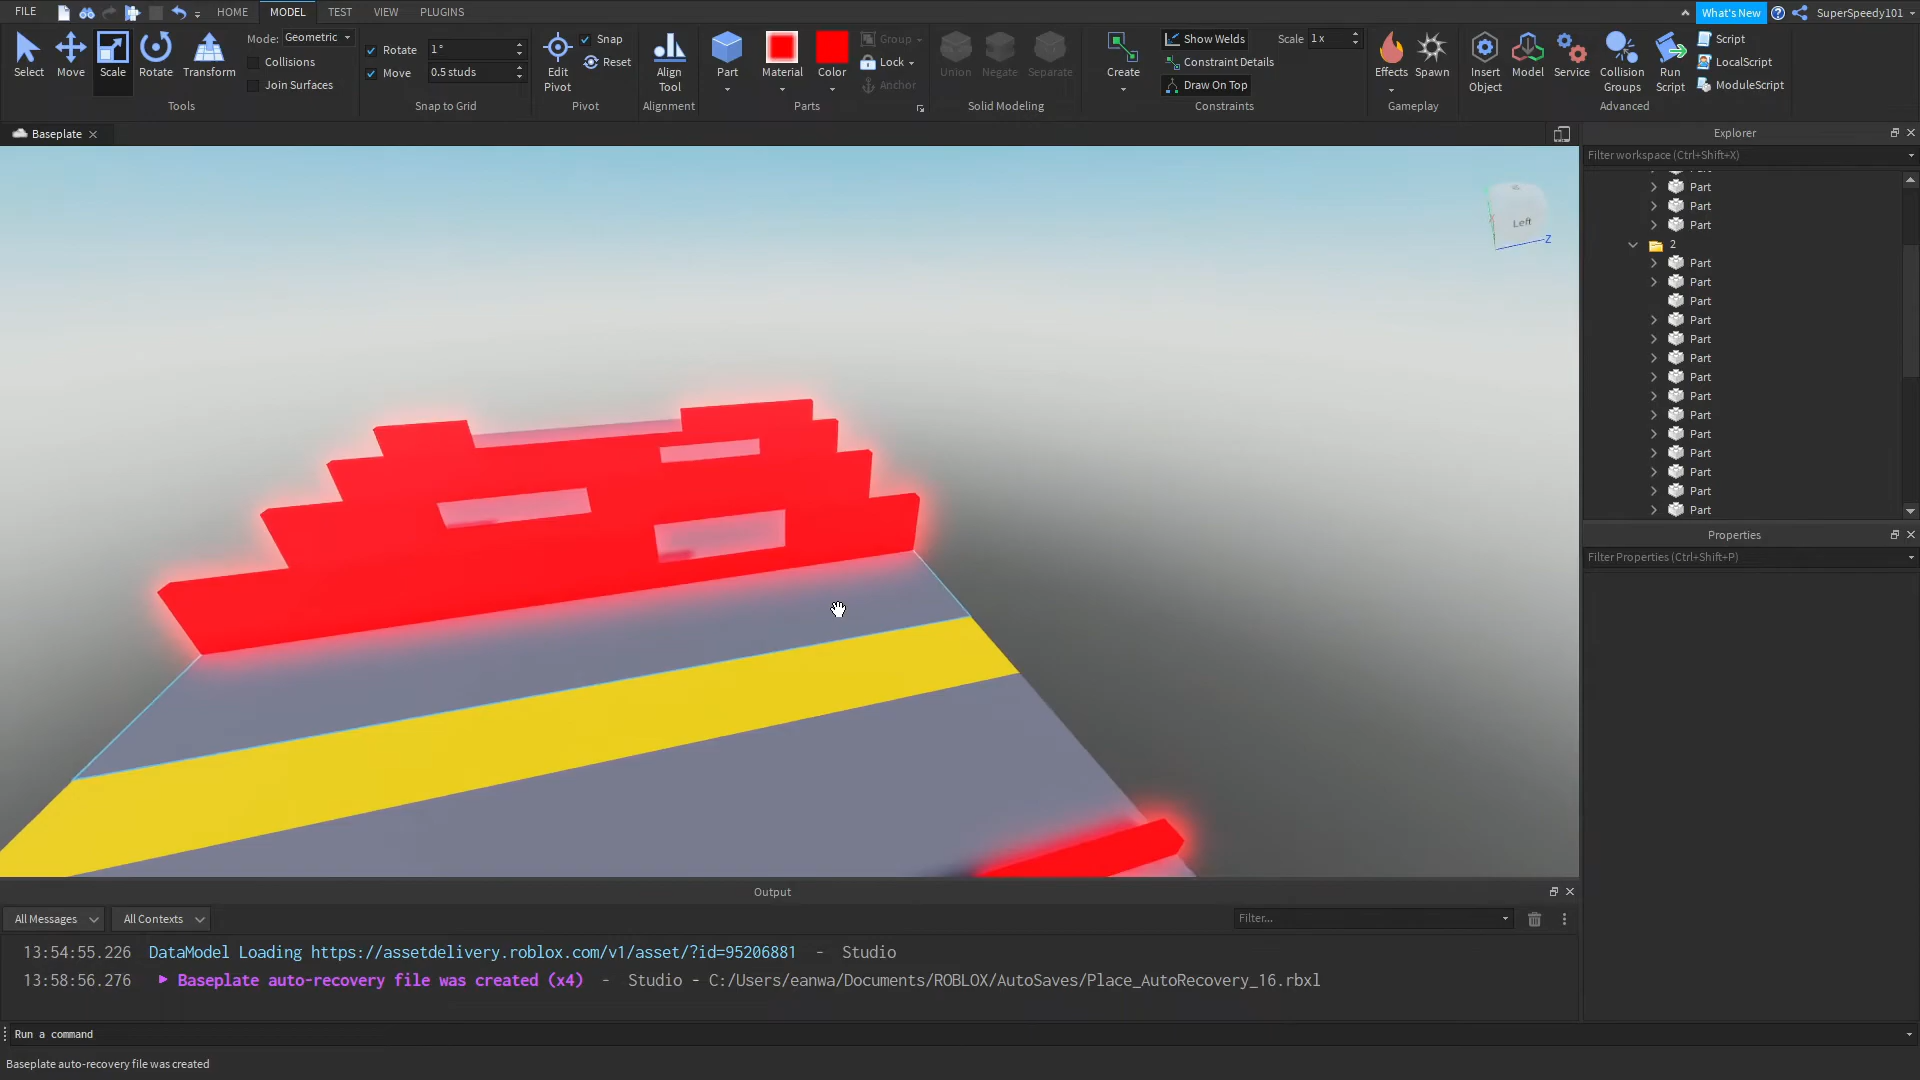 FILE
HOME
MODEL
TEST
VIEW
PLUGINS
What's New
SuperSpeedy101
Select
Move
Scale
Rotate
Transform
Mode: Geometric
Collisions
Join Surfaces
Tools
Rotate 1°
Move 0.5 studs
Snap to Grid
Edit
Pivot
Snap
Reset
Pivot
Align
Tool
Alignment
Part
Material
Color
Group
Lock
Anchor
Parts
Union
Negate
Separate
Solid Modeling
Create
Show Welds
Scale 1 x
Constraint Details
Draw On Top
Constraints
Effects
Spawn
Gameplay
Insert
Object
Model
Service
Collision
Groups
Run
Script
Script
LocalScript
ModuleScript
Advanced
Baseplate
Explorer
Filter workspace (Ctrl+Shift+X)
Part
Part
Part
Part
2
Part
Part
Part
Part
Part
Part
Part
Part
Part
Part
Part
Part
Part
Part
Left
Z
Properties
Filter Properties (Ctrl+Shift+P)
Output
All Messages
All Contexts
Filter...
13:54:55.226 DataModel Loading https://assetdelivery.roblox.com/v1/asset/?id=95206881 - Studio
13:58:56.276 Baseplate auto-recovery file was created (x4) - Studio - C:/Users/eanwa/Documents/ROBLOX/AutoSaves/Place_AutoRecovery_16.rbxl
Run a command
Baseplate auto-recovery file was created